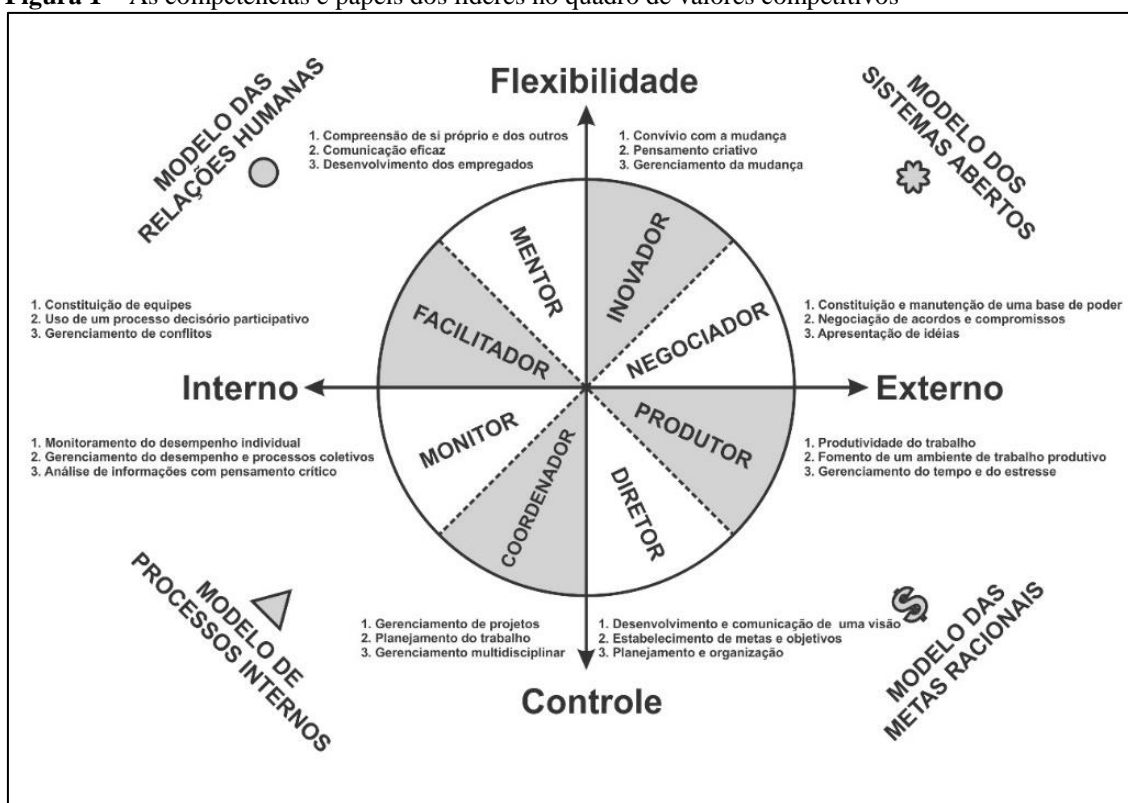 Figura 1 – As competências e papéis dos líderes no quadro de valores competitivos
Flexibilidade
MODELO DAS
RELAÇÕES HUMANAS
MODELO DOS
SISTEMAS ABERTOS
1. Compreensão de si próprio e dos outros
2. Comunicação eficaz
3. Desenvolvimento dos empregados
1. Convívio com a mudança
2. Pensamento criativo
3. Gerenciamento da mudança
MENTOR
INOVADOR
1. Constituição de equipes
2. Uso de um processo decisório participativo
3. Gerenciamento de conflitos
FACILITADOR
NEGOCIADOR
1. Constituição e manutenção de uma base de poder
2. Negociação de acordos e compromissos
3. Apresentação de idéias
Interno
Externo
1. Monitoramento do desempenho individual
2. Gerenciamento do desempenho e processos coletivos
3. Análise de informações com pensamento crítico
MONITOR
PRODUTOR
1. Produtividade do trabalho
2. Fomento de um ambiente de trabalho produtivo
3. Gerenciamento do tempo e do estresse
COORDENADOR
DIRETOR
1. Gerenciamento de projetos
2. Planejamento do trabalho
3. Gerenciamento multidisciplinar
1. Desenvolvimento e comunicação de uma visão
2. Estabelecimento de metas e objetivos
3. Planejamento e organização
MODELO DE
PROCESSOS INTERNOS
MODELO DAS
METAS RACIONAIS
Controle